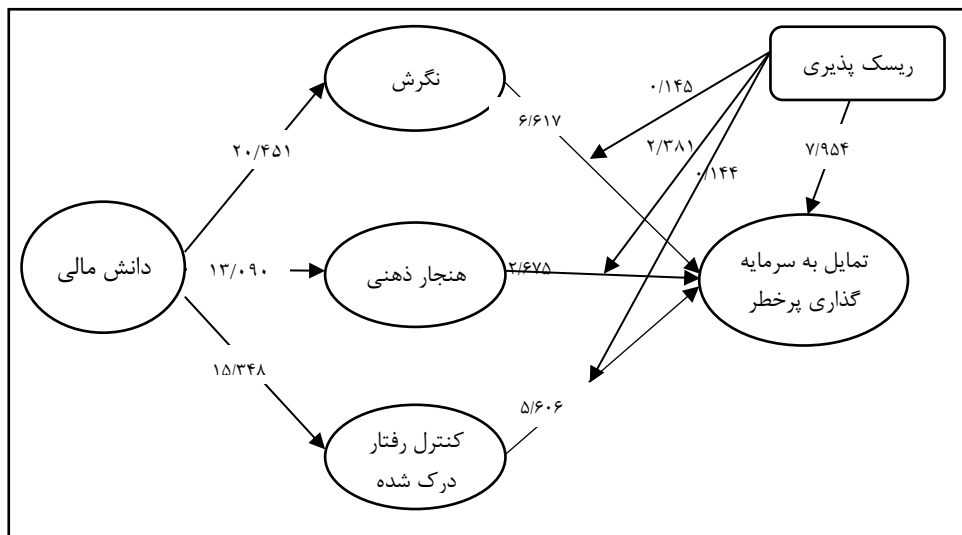 ریسک پذیری
نگرش
۰/۱۴۵
۶/۶۱۷
۲/۳۸۱
۷/۹۵۴
۲۰/۴۵۱
۰/۱۴۴
دانش مالی
۱۳/۰۹۰
هنجار ذهنی
۲/۶۷۵
تمایل به سرمایه
گذاری پرخطر
۱۵/۳۴۸
۵/۶۰۶
کنترل رفتار
درک شده